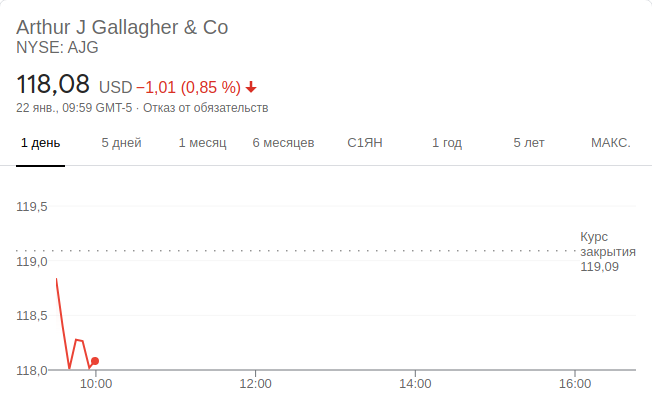 Arthur J Gallagher & Co
NYSE: AJG
118,08 USD −1,01 (0,85 %)
22 янв., 09:59 GMT-5 · Отказ от обязательств
1 день 5 дней 1 месяц 6 месяцев С1ЯН 1 год 5 лет МАКС.
119,5
Курс
закрытия
119,09
119,0
118,5
118,0
10:00 12:00 14:00 16:00